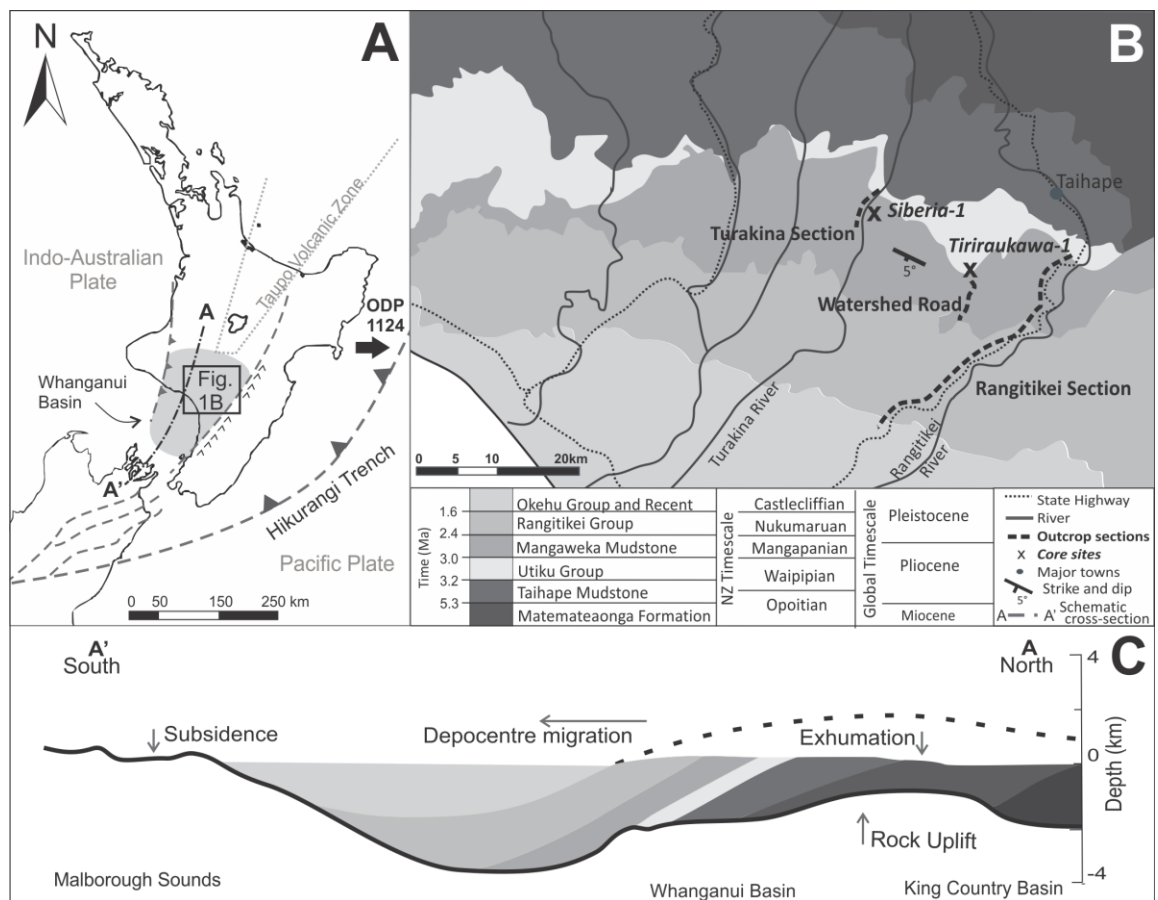 N
A
Indo-Australian
Plate
Taupo Volcanic Zone
ODP
1124
A
Whanganui
Basin
Fig.
1B
A'
Hikurangi Trench
Pacific Plate
0 50 150 250 km
B
Taihape
Siberia-1
Turakina Section
Tiriraukawa-1
5°
Watershed Road
Rangitikei Section
Turakina River
Rangitikei
River
0 5 10 20km
Time (Ma)
1.6
2.4
3.0
3.2
5.3
Okehu Group and Recent
Rangitikei Group
Mangaweka Mudstone
Utiku Group
Taihape Mudstone
Matemateaonga Formation
NZ Timescale
Castlecliffian
Nukumaruan
Mangapanian
Waipipian
Opoitian
Global Timescale
Pleistocene
Pliocene
Miocene
State Highway
River
Outcrop sections
x Core sites
Major towns
5° Strike and dip
A A' Schematic
cross-section
C
A'
South
A
North
Subsidence
Depocentre migration
Exhumation
Rock Uplift
4
0
-4
Depth (km)
Malborough Sounds
Whanganui Basin
King Country Basin